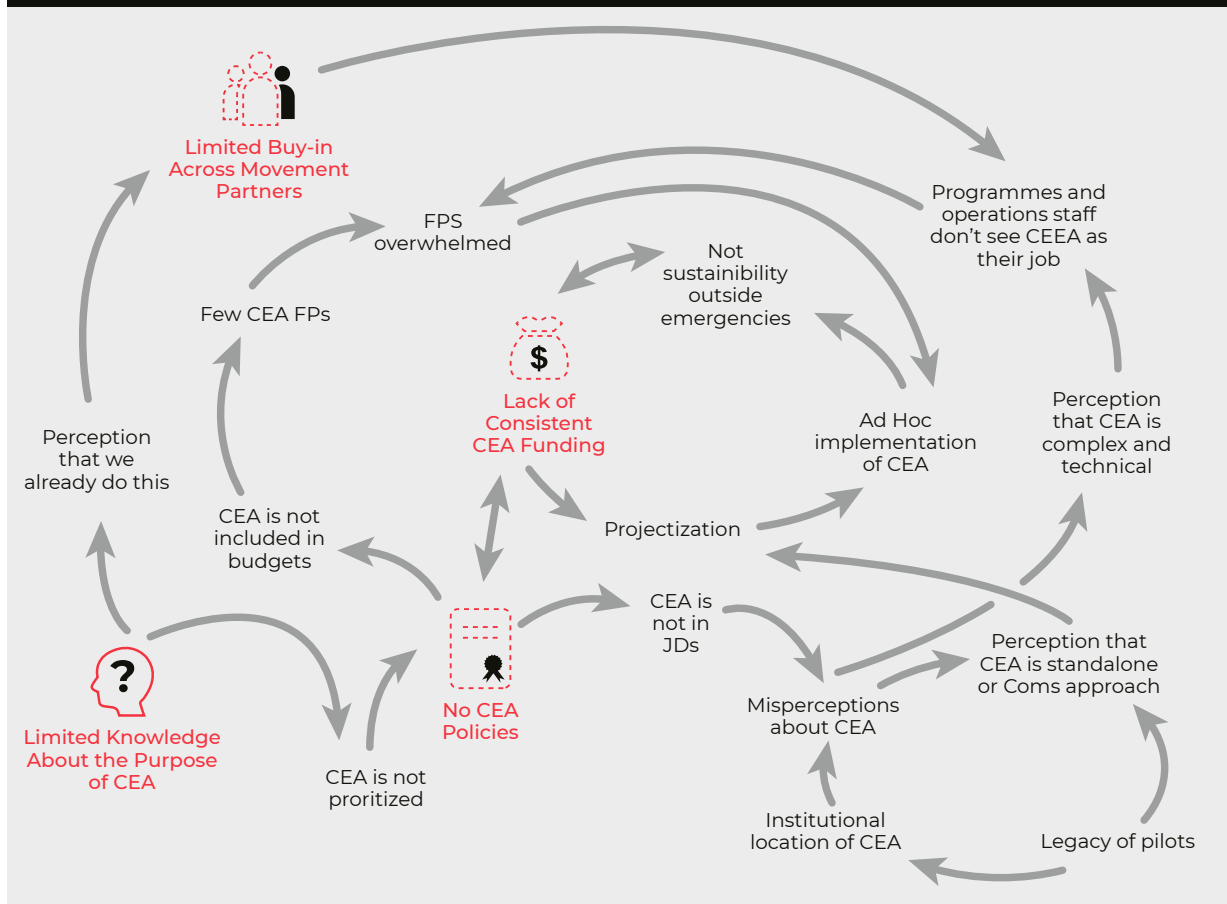 Limited Buy-in
Across Movement
Partners
Programmes and
operations staff
don't see CEEA as
their job
FPS
overwhelmed
Not
sustainibility
outside
emergencies
Few CEA FPs
$
Lack of
Consistent
CEA Funding
Ad Hoc
implementation
of CEA
Perception
that CEA is
complex and
technical
Perception
that we
already do this
CEA is not
included in
budgets
Projectization
CEA is
not in
JDs
Perception that
CEA is standalone
or Coms approach
?
Limited Knowledge
About the Purpose
of CEA
No CEA
Policies
Misperceptions
about CEA
CEA is not
prioritized
Institutional
location of CEA
Legacy of pilots